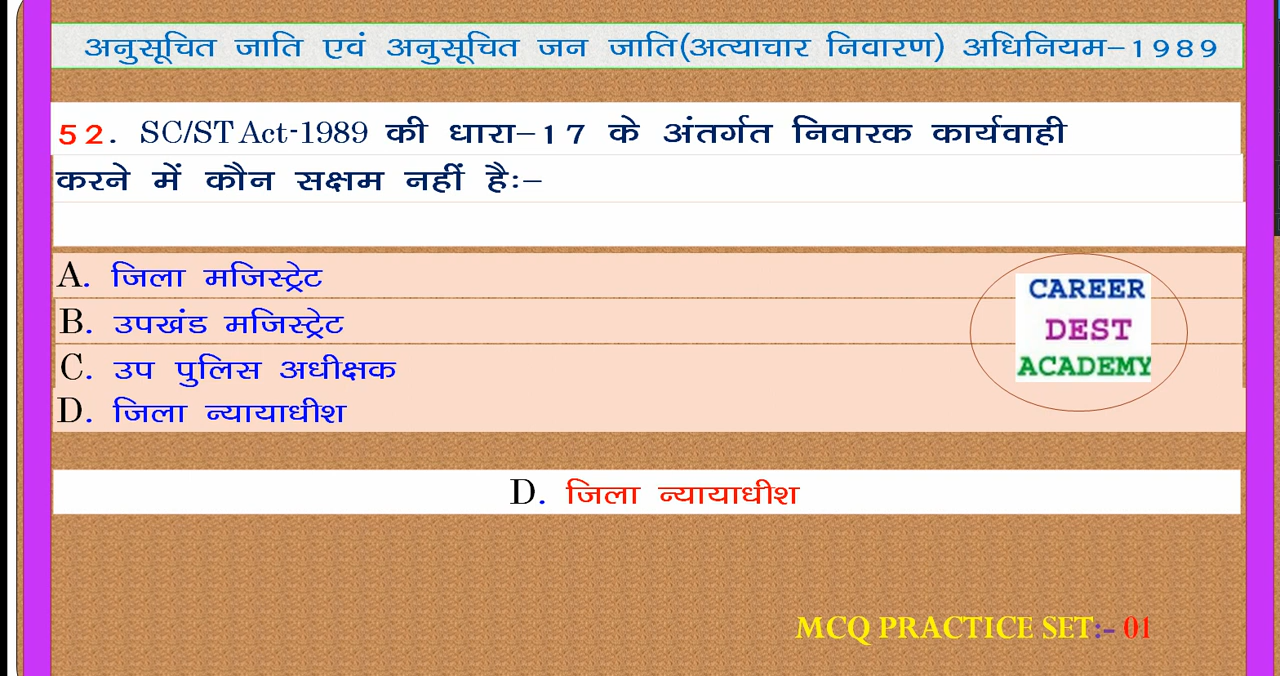 अनुसूचित जाति एवं अनुसूचित जन जाति(अत्याचार निवारण) अधिनियम–1989
52. SC/ST Act-1989 की धारा–17 के अंतर्गत निवारक कार्यवाही
करने में कौन सक्षम नहीं हैः–
A. जिला मजिस्ट्रेट
B. उपखंड मजिस्ट्रेट
C. उप पुलिस अधीक्षक
D. जिला न्यायाधीश
CAREER
DEST
ACADEMY
D. जिला न्यायाधीश
MCQ PRACTICE SET:- 01